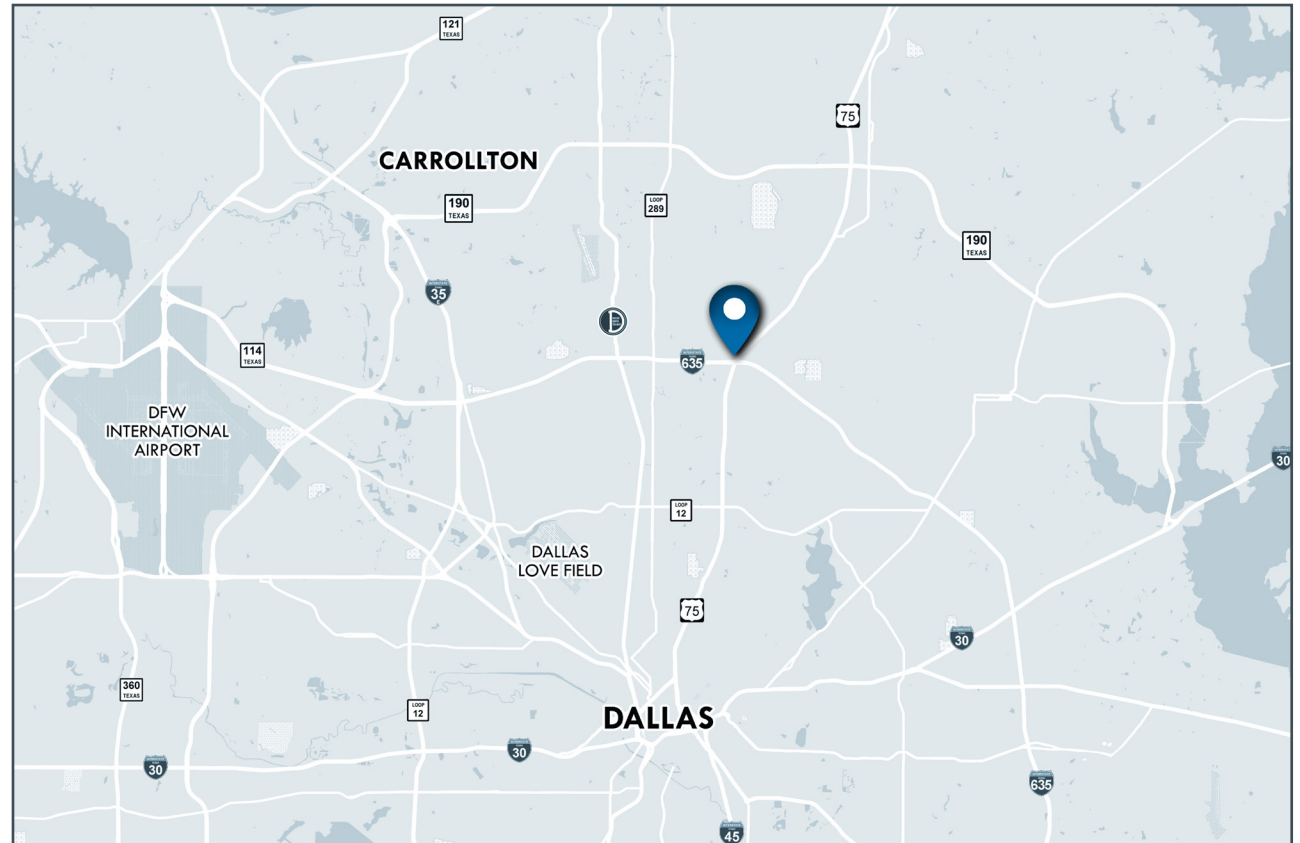 121
TEXAS
75
CARROLLTON
190
TEXAS
LOOP
289
190
TEXAS
35
E
114
TEXAS
635
DFW
INTERNATIONAL
AIRPORT
30
LOOP
12
DALLAS
LOVE FIELD
75
30
360
TEXAS
LOOP
12
DALLAS
30
30
635
45